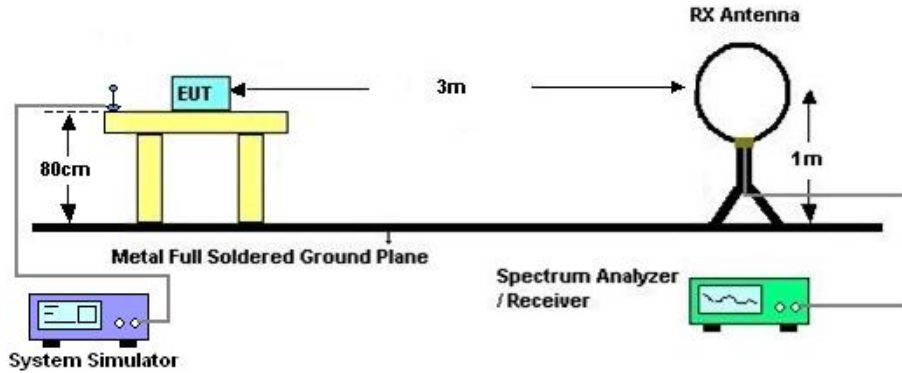 RX Antenna
EUT
3m
80cm
1m
Metal Full Soldered Ground Plane
Spectrum Analyzer
/ Receiver
System Simulator